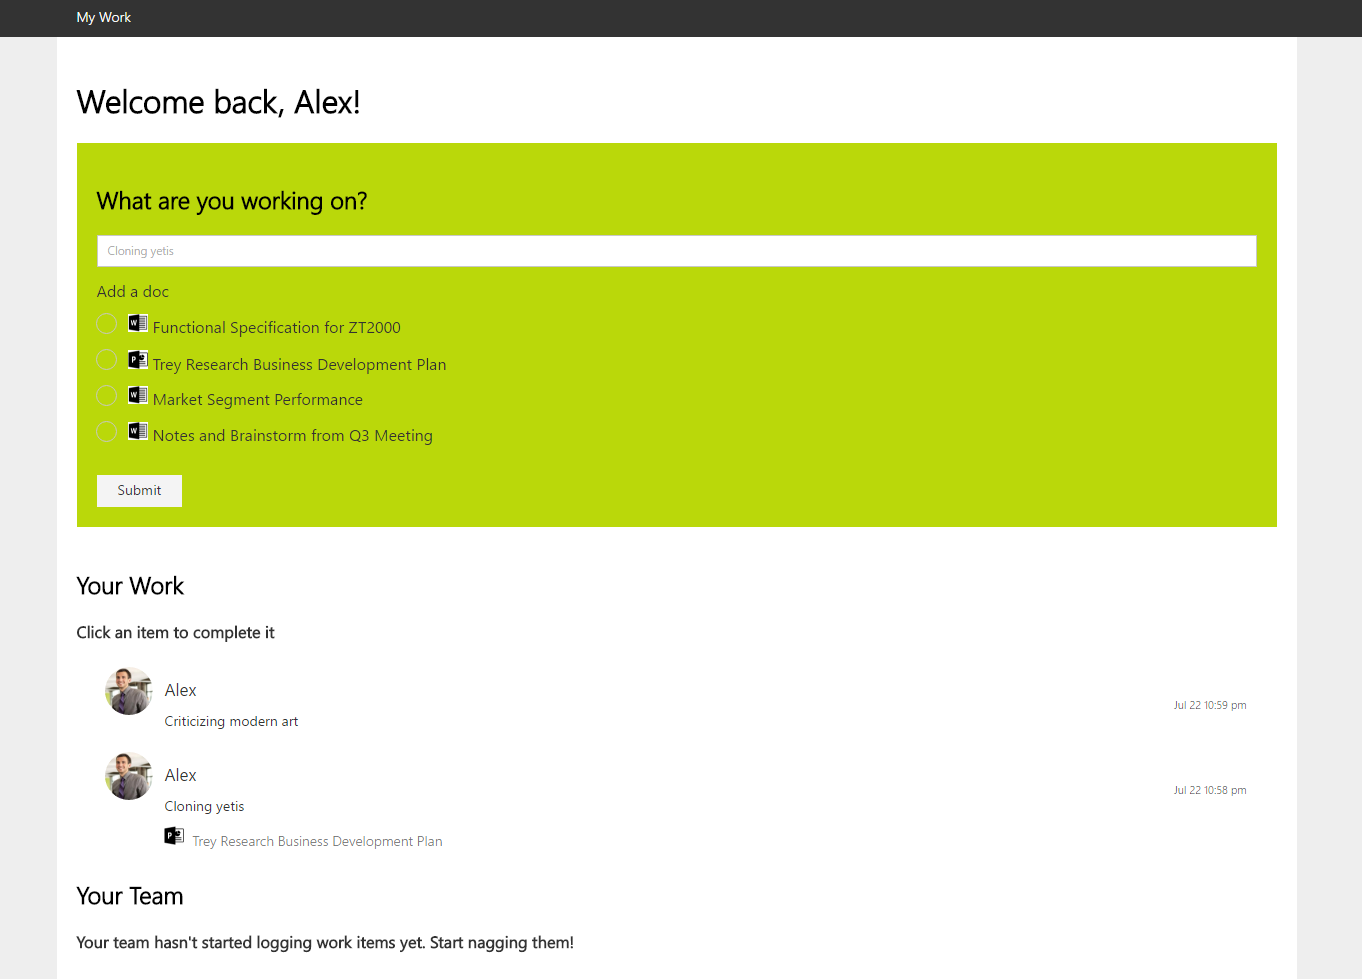 My Work
Welcome back, Alex!
What are you working on?
Cloning yetis
Add a doc
Functional Specification for ZT2000
Trey Research Business Development Plan
Market Segment Performance
Notes and Brainstorm from Q3 Meeting
Submit
Your Work
Click an item to complete it
Alex
Jul 22 10:59 pm
Criticizing modern art
Alex
Jul 22 10:58 pm
Cloning yetis
Trey Research Business Development Plan
Your Team
Your team hasn't started logging work items yet. Start nagging them!